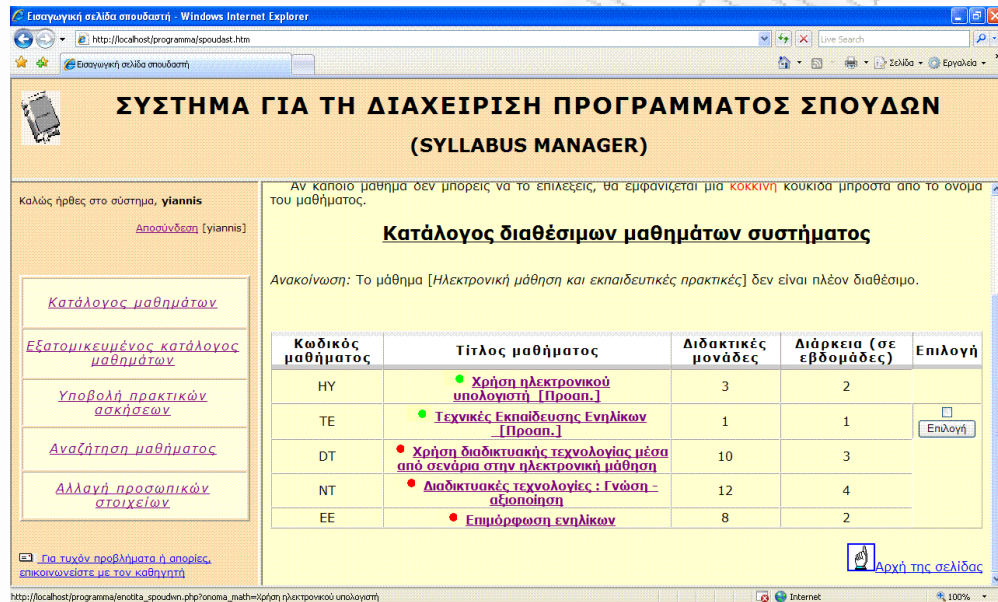 Εισαγωγική σελίδα σπουδαστή - Windows Internet Explorer
http://localhost/programma/spoudast.htm
Live Search
Εισαγωγική σελίδα σπουδαστή
Σελίδα
Εργαλεία
ΣΥΣΤΗΜΑ ΓΙΑ ΤΗ ΔΙΑΧΕΙΡΙΣΗ ΠΡΟΓΡΑΜΜΑΤΟΣ ΣΠΟΥΔΩΝ
(SYLLABUS MANAGER)
Καλώς ήρθες στο σύστημα, yiannis
Αποσύνδεση [yiannis]
Κατάλογος μαθημάτων
Εξατομικευμένος κατάλογος
μαθημάτων
Υποβολή πρακτικών
ασκήσεων
Αναζήτηση μαθήματος
Αλλαγή προσωπικών
στοιχείων
Για τυχόν προβλήματα ή απορίες,
επικοινωνείστε με τον καθηγητή
Αν κάποιο μάθημα δεν μπορείς να το επιλέξεις, θα εμφανίζεται μια κόκκινη κουκίδα μπροστά από το όνομα
του μαθήματος.
Κατάλογος διαθέσιμων μαθημάτων συστήματος
Ανακοίνωση: Το μάθημα [Ηλεκτρονική μάθηση και εκπαιδευτικές πρακτικές] δεν είναι πλέον διαθέσιμο.
Κωδικός
μαθήματος
Τίτλος μαθήματος
Διδακτικές
μονάδες
Διάρκεια (σε
εβδομάδες)
Επιλογή
ΗΥ
Χρήση ηλεκτρονικού
υπολογιστή [Προαπ.]
3
2
ΤΕ
Τεχνικές Εκπαίδευσης Ενηλίκων
[Προαπ.]
1
1
Επιλογή
DT
Χρήση διαδικτυακής τεχνολογίας μέσα
από σενάρια στην ηλεκτρονική μάθηση
10
3
NT
Διαδικτυακές τεχνολογίες : Γνώση -
αξιοποίηση
12
4
ΕΕ
Επιμόρφωση ενηλίκων
8
2
Αρχή της σελίδας
http://localhost/programma/enotita_spoudwn.php?onoma_math=Χρήση ηλεκτρονικού υπολογιστή
Internet
100%